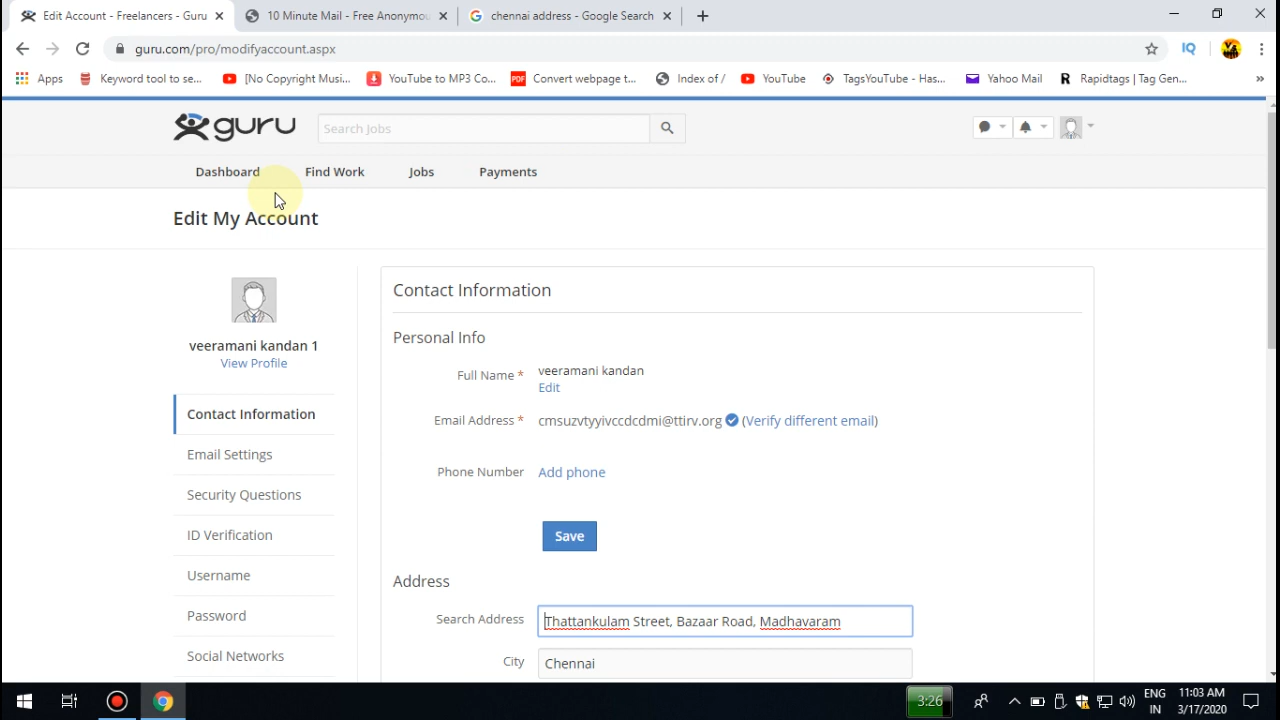 Edit Account - Freelancers - Guru
10 Minute Mail - Free Anonymou
chennai address - Google Search
guru.com/pro/modifyaccount.aspx
IQ
Apps
Keyword tool to se...
[No Copyright Musi...
YouTube to MP3 Co...
PDF
Convert webpage t...
Index of /
YouTube
TagsYouTube - Has...
Yahoo Mail
R
Rapidtags | Tag Gen...
»
guru
Search Jobs
Dashboard
Find Work
Jobs
Payments
Edit My Account
veeramani kandan 1
View Profile
Contact Information
Email Settings
Security Questions
ID Verification
Username
Password
Social Networks
Contact Information
Personal Info
Full Name * veeramani kandan
Edit
Email Address * cmsuzvtyyivccdcdmi@ttirv.org (Verify different email)
Phone Number Add phone
Save
Address
Search Address Thattankulam Street, Bazaar Road, Madhavaram
City Chennai
3:26
ENG
IN
11:03 AM
3/17/2020